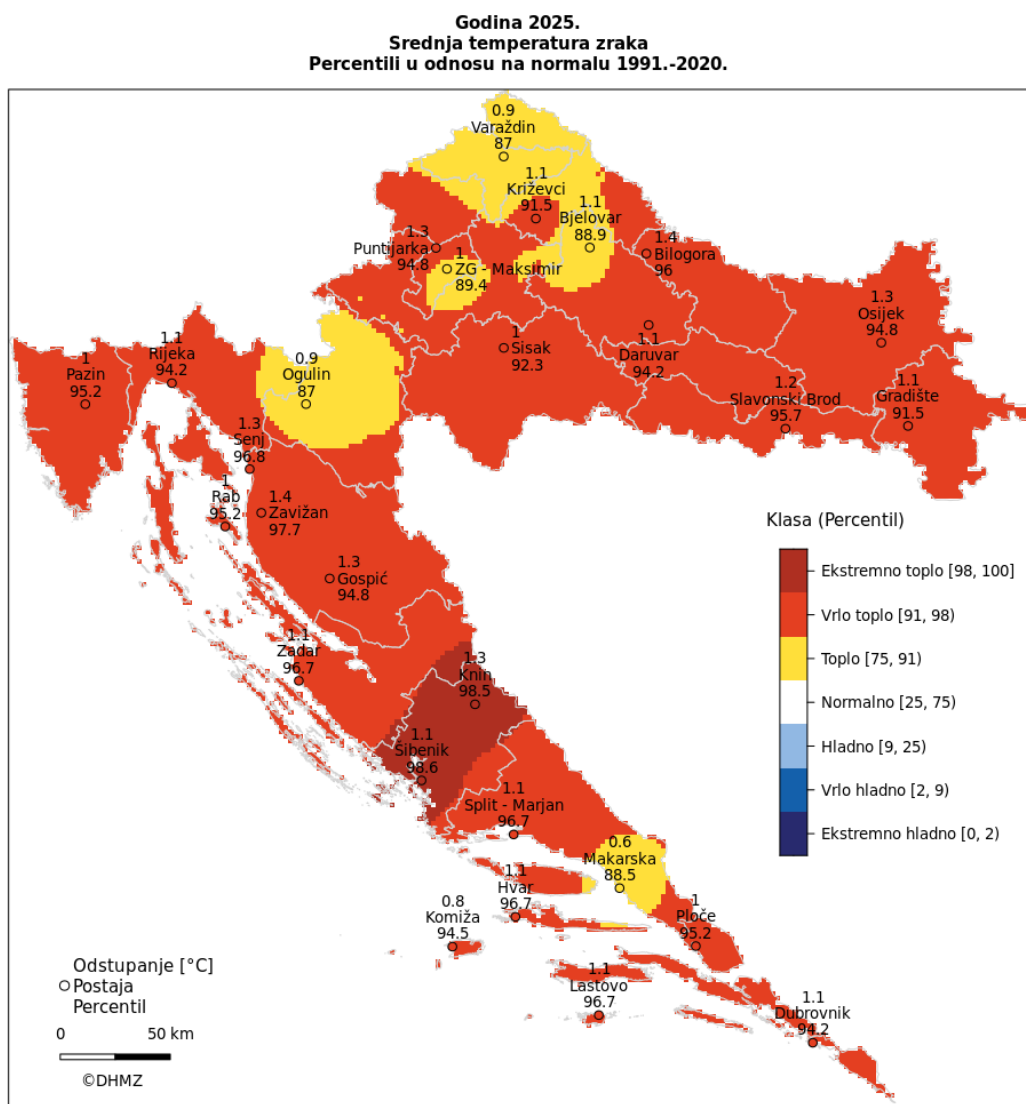 Godina 2025.
Srednja temperatura zraka
Percentili u odnosu na normalu 1991.-2020.
0.9
Varaždin
87
1.1
Križevci
91.5
1.1
Bjelovar
88.9
1.3
Puntijarka
94.8
1
ZG - Maksimir
89.4
1.4
Bilogora
96
1.3
Osijek
94.8
1
Sisak
92.3
1.1
Daruvar
94.2
1.2
Slavonski Brod
95.7
1.1
Gradište
91.5
1
Pazin
95.2
1.1
Rijeka
94.2
0.9
Ogulin
87
1.3
Senj
96.8
1
Rab
95.2
1.4
Zavižan
97.7
1.3
Gospić
94.8
1.1
Zadar
96.7
1.3
Knin
98.5
1.1
Šibenik
98.6
1.1
Split - Marjan
96.7
0.6
Makarska
88.5
1.1
Hvar
96.7
0.8
Komiža
94.5
1
Ploče
95.2
1.1
Lastovo
96.7
1.1
Dubrovnik
94.2
Klasa (Percentil)
Ekstremno toplo [98, 100]
Vrlo toplo [91, 98)
Toplo [75, 91)
Normalno [25, 75)
Hladno [9, 25)
Vrlo hladno [2, 9)
Ekstremno hladno [0, 2)
Odstupanje [°C]
Postaja
Percentil
0 50 km
©DHMZ